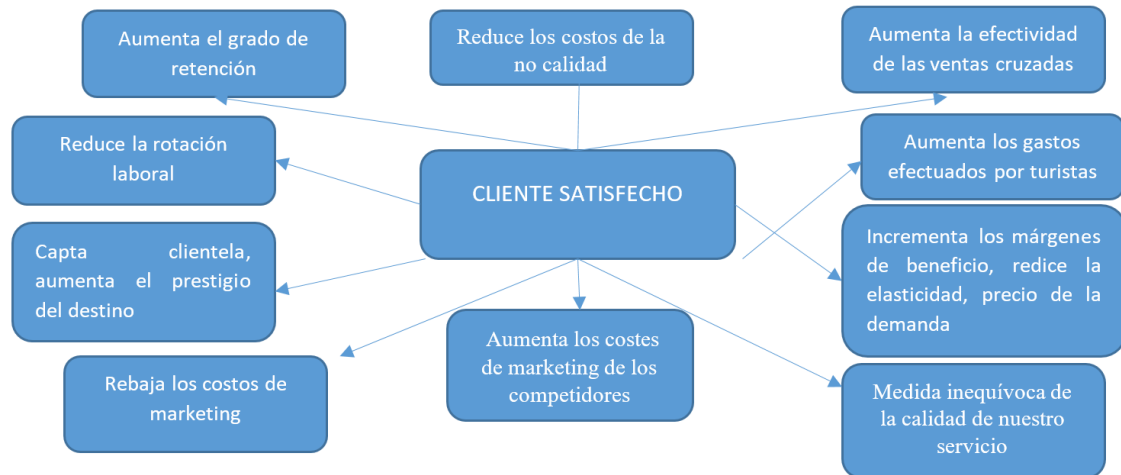 Aumenta el grado de
retención
Reduce los costos de la
no calidad
Aumenta la efectividad
de las ventas cruzadas
Reduce la rotación
laboral
CLIENTE SATISFECHO
Aumenta los gastos
efectuados por turistas
Capta clientela,
aumenta el prestigio
del destino
Incrementa los márgenes
de beneficio, redice la
elasticidad, precio de la
demanda
Rebaja los costos de
marketing
Aumenta los costes
de marketing de los
competidores
Medida inequívoca de
la calidad de nuestro
servicio